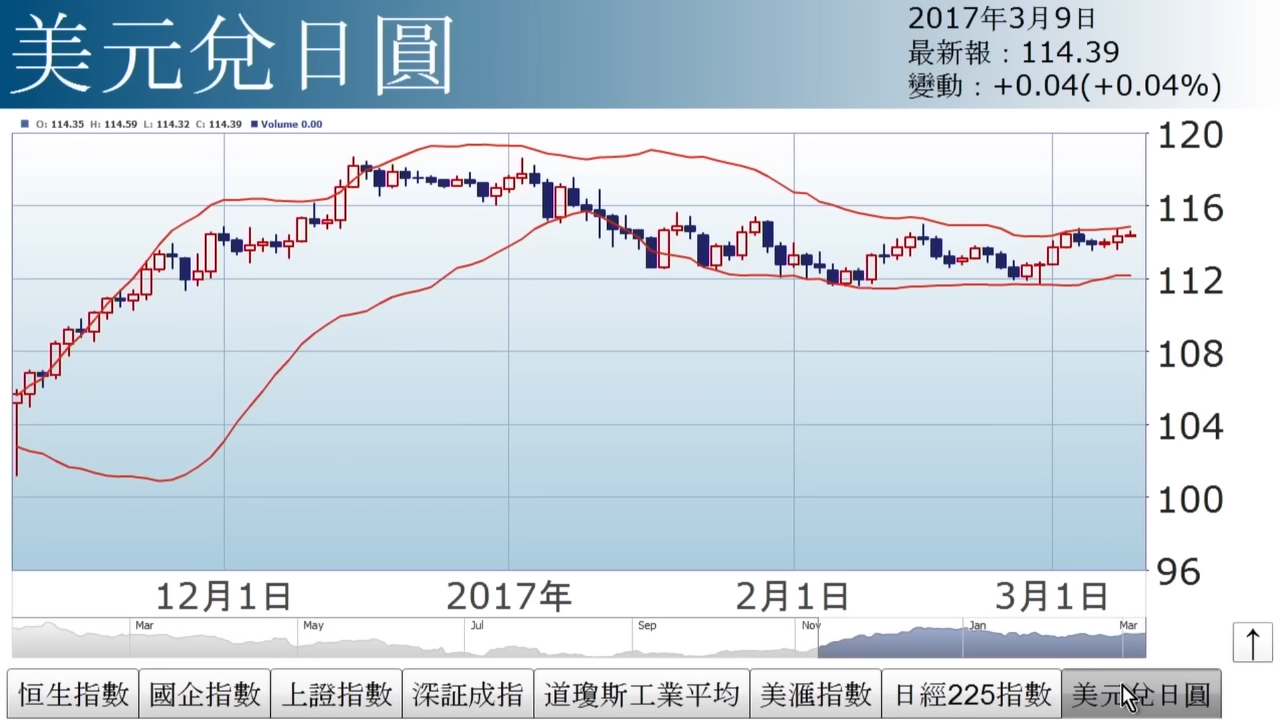 美元兌日圓
2017年3月9日
最新報：114.39
變動：+0.04(+0.04%)
O: 114.35 H: 114.59 L: 114.32 C: 114.39 Volume 0.00
120
116
112
108
104
100
96
12月1日 2017年 2月1日 3月1日
Mar May Jul Sep Nov Jan Mar
↑
恒生指數 國企指數 上證指數 深証成指 道瓊斯工業平均 美滙指數 日經225指數 美元兌日圓